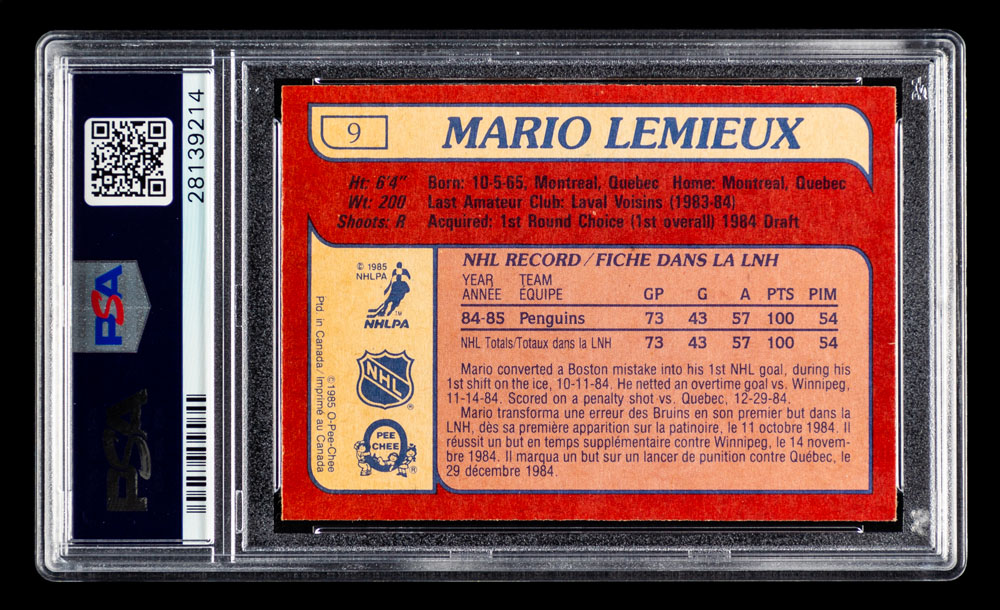 28139214
PSA
PSA
9
MARIO LEMIEUX
Ht: 6'4" Born: 10-5-65, Montreal, Quebec Home: Montreal, Quebec
Wt: 200 Last Amateur Club: Laval Voisins (1983-84)
Shoots: R Acquired: 1st Round Choice (1st overall) 1984 Draft
© 1985
NHLPA
TM
NHLPA
NHL
®
O
PEE
CHEE
®
Ptd. in Canada/Imprimé au Canada
©1985 O-Pee-Chee
NHL RECORD/FICHE DANS LA LNH
YEAR TEAM
ANNÉE ÉQUIPE GP G A PTS PIM
84-85 Penguins 73 43 57 100 54
NHL Totals/Totaux dans la LNH 73 43 57 100 54
Mario converted a Boston mistake into his 1st NHL goal, during his
1st shift on the ice, 10-11-84. He netted an overtime goal vs. Winnipeg,
11-14-84. Scored on a penalty shot vs. Quebec, 12-29-84.
Mario transforma une erreur des Bruins en son premier but dans la
LNH, dès sa première apparition sur la patinoire, le 11 octobre 1984. Il
réussit un but en temps supplémentaire contre Winnipeg, le 14 novem-
bre 1984. Il marqua un but sur un lancer de punition contre Québec, le
29 décembre 1984.